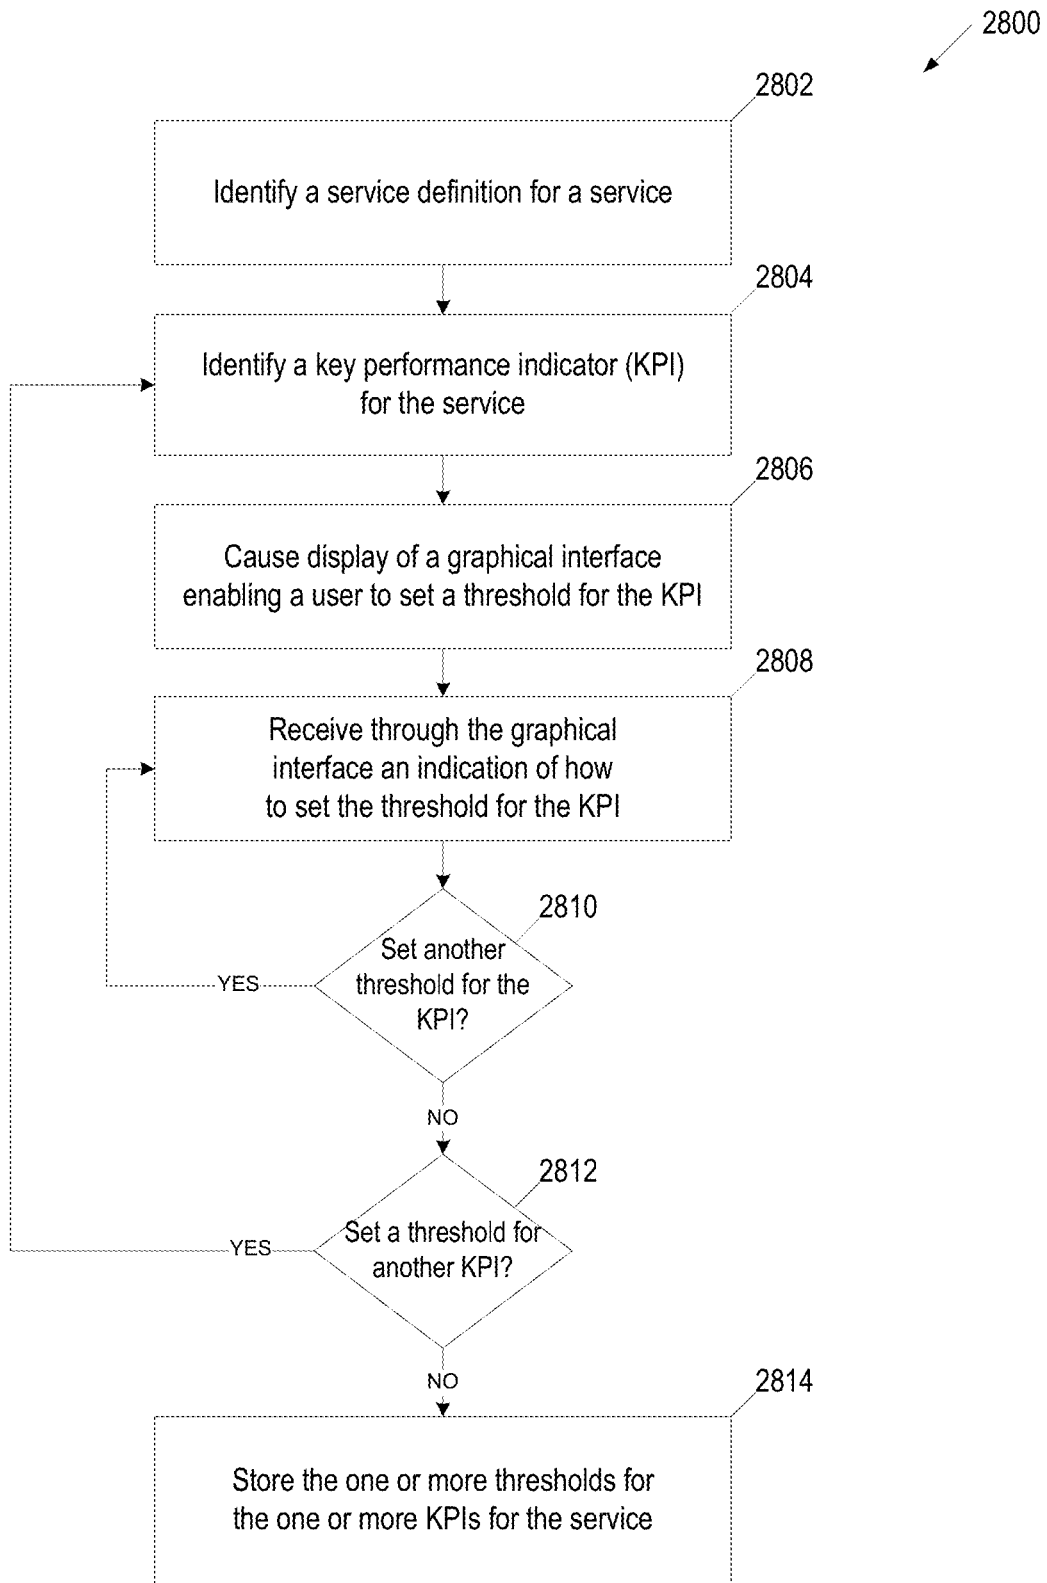 2800
2802
Identify a service definition for a service
2804
Identify a key performance indicator (KPI)
for the service
2806
Cause display of a graphical interface
enabling a user to set a threshold for the KPI
2808
Receive through the graphical
interface an indication of how
to set the threshold for the KPI
2810
Set another
threshold for the
KPI?
YES
NO
2812
Set a threshold for
another KPI?
YES
NO
2814
Store the one or more thresholds for
the one or more KPIs for the service